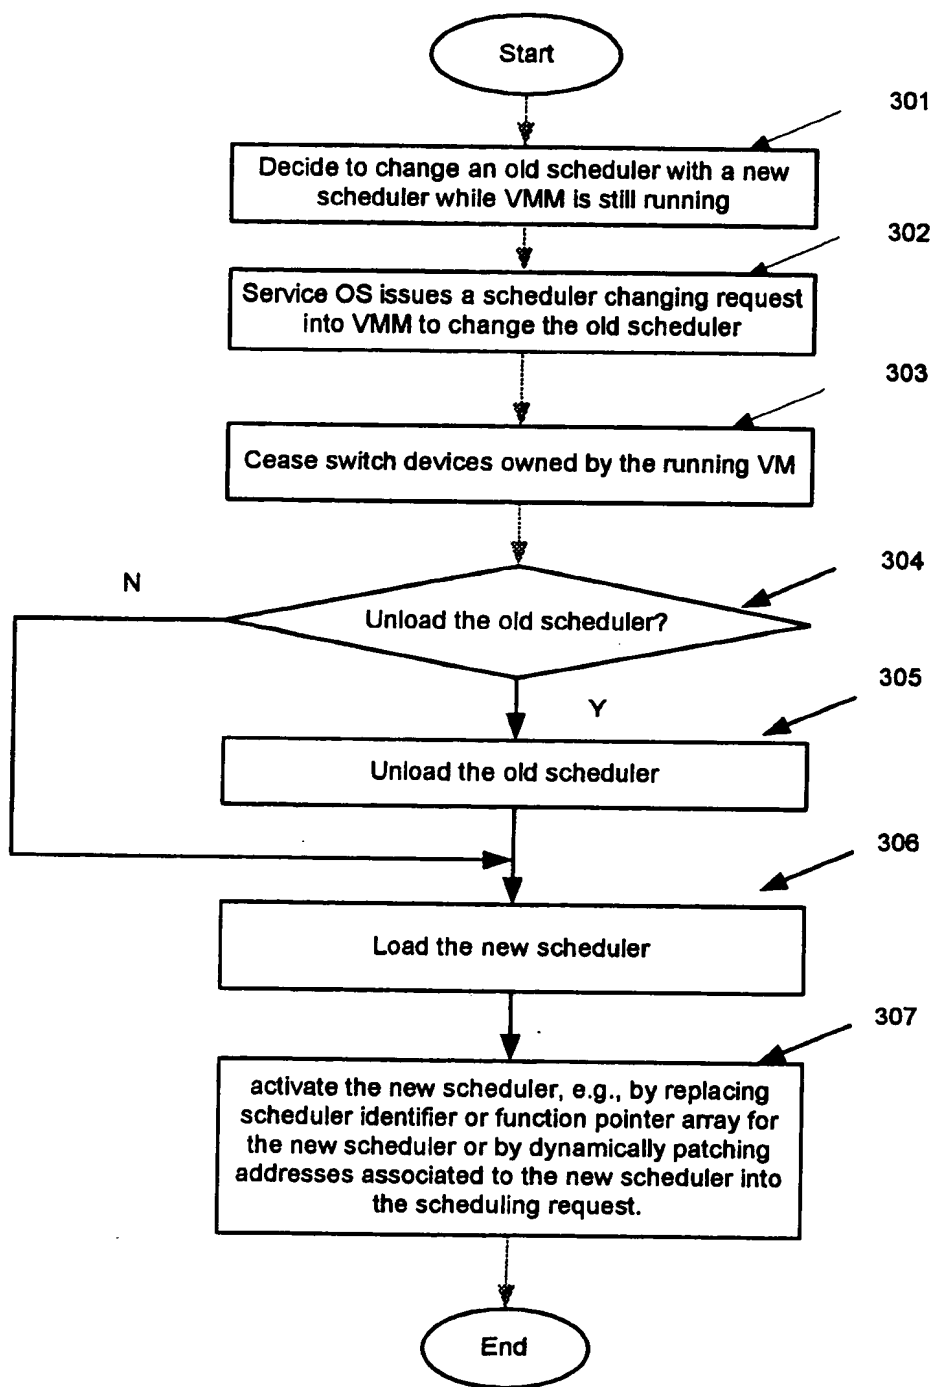 Start
301
Decide to change an old scheduler with a new
scheduler while VMM is still running
302
Service OS issues a scheduler changing request
into VMM to change the old scheduler
303
Cease switch devices owned by the running VM
304
N
Unload the old scheduler?
305
Y
Unload the old scheduler
306
Load the new scheduler
307
activate the new scheduler, e.g., by replacing
scheduler identifier or function pointer array for
the new scheduler or by dynamically patching
addresses associated to the new scheduler into
the scheduling request.
End